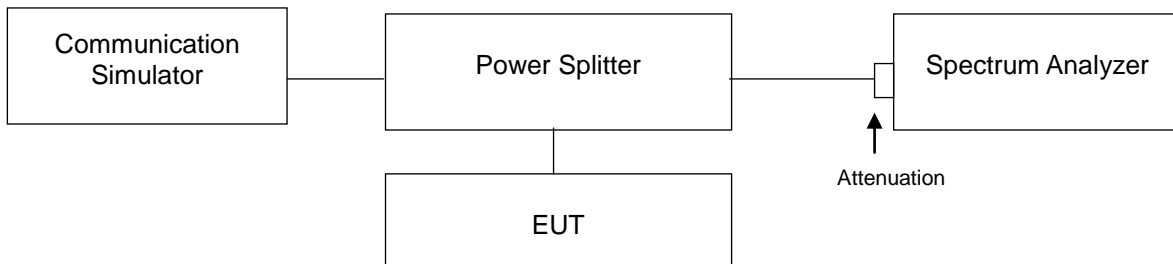 Communication
Simulator
Power Splitter
Spectrum Analyzer
Attenuation
EUT